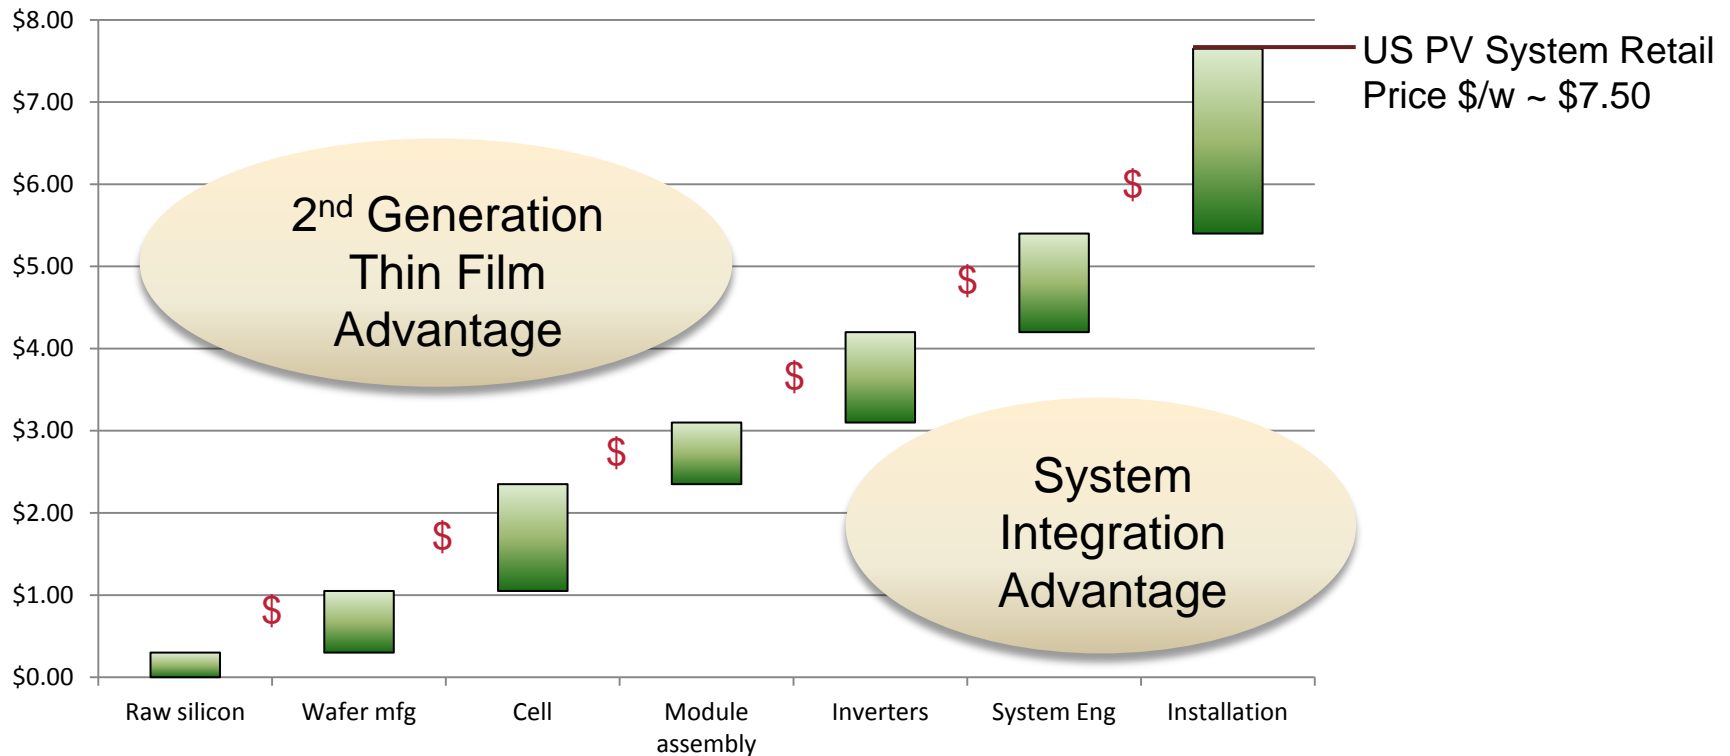 $8.00
$7.00
$6.00
$5.00
$4.00
$3.00
$2.00
$1.00
$0.00
US PV System Retail
Price $/w ~ $7.50
2nd Generation
Thin Film
Advantage
System
Integration
Advantage
$
$
$
$
$
$
Raw silicon
Wafer mfg
Cell
Module
assembly
Inverters
System Eng
Installation